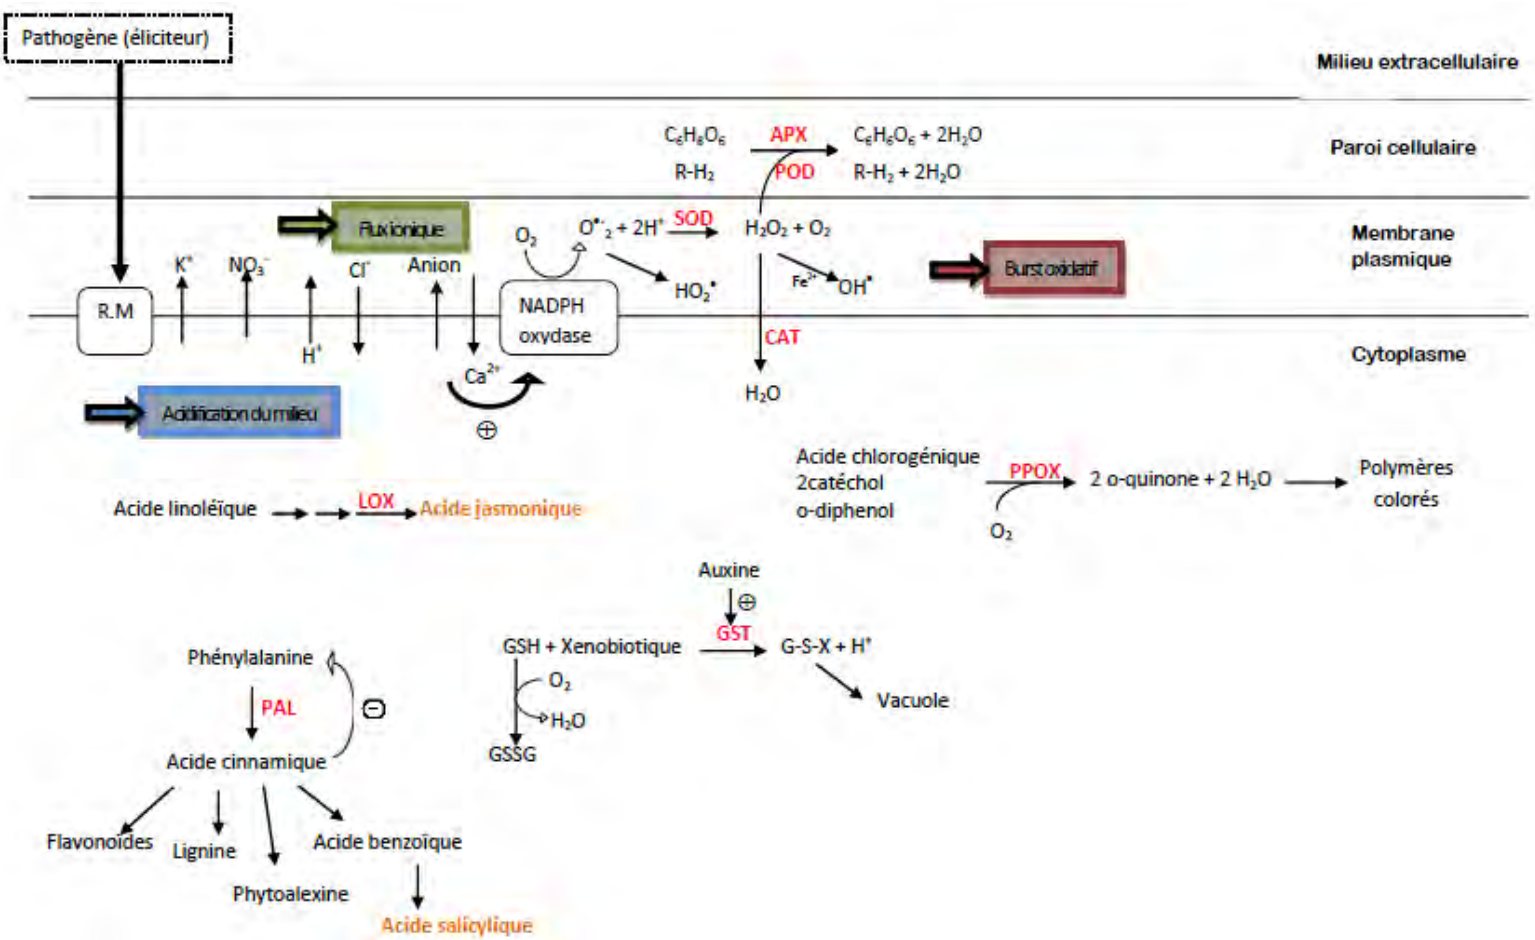 Pathogène (éliciteur)
Milieu extracellulaire
C₆H₈O₆ APX C₆H₆O₆ + 2H₂O
Paroi cellulaire
R-H₂ POD R-H₂ + 2H₂O
Flux ionique
O₂ O•⁻₂ + 2H⁺ SOD H₂O₂ + O₂
Membrane
plasmique
K⁺ NO₃⁻ Cl⁻ Anion
Burst oxidatif
HO₂• Fe²⁺ OH•
R.M
NADPH
oxydase
H⁺
CAT
Cytoplasme
Ca²⁺
H₂O
Acidification du milieu
⊕
Acide chlorogénique
2catéchol
o-diphenol
PPOX
2 o-quinone + 2 H₂O
Polymères
colorés
O₂
Acide linoléïque LOX Acide jasmonique
Auxine
⊕
GST
GSH + Xenobiotique G-S-X + H⁺
Phénylalanine
O₂
Vacuole
PAL ⊖
H₂O
GSSG
Acide cinnamique
Flavonoïdes
Lignine
Acide benzoïque
Phytoalexine
Acide salicylique